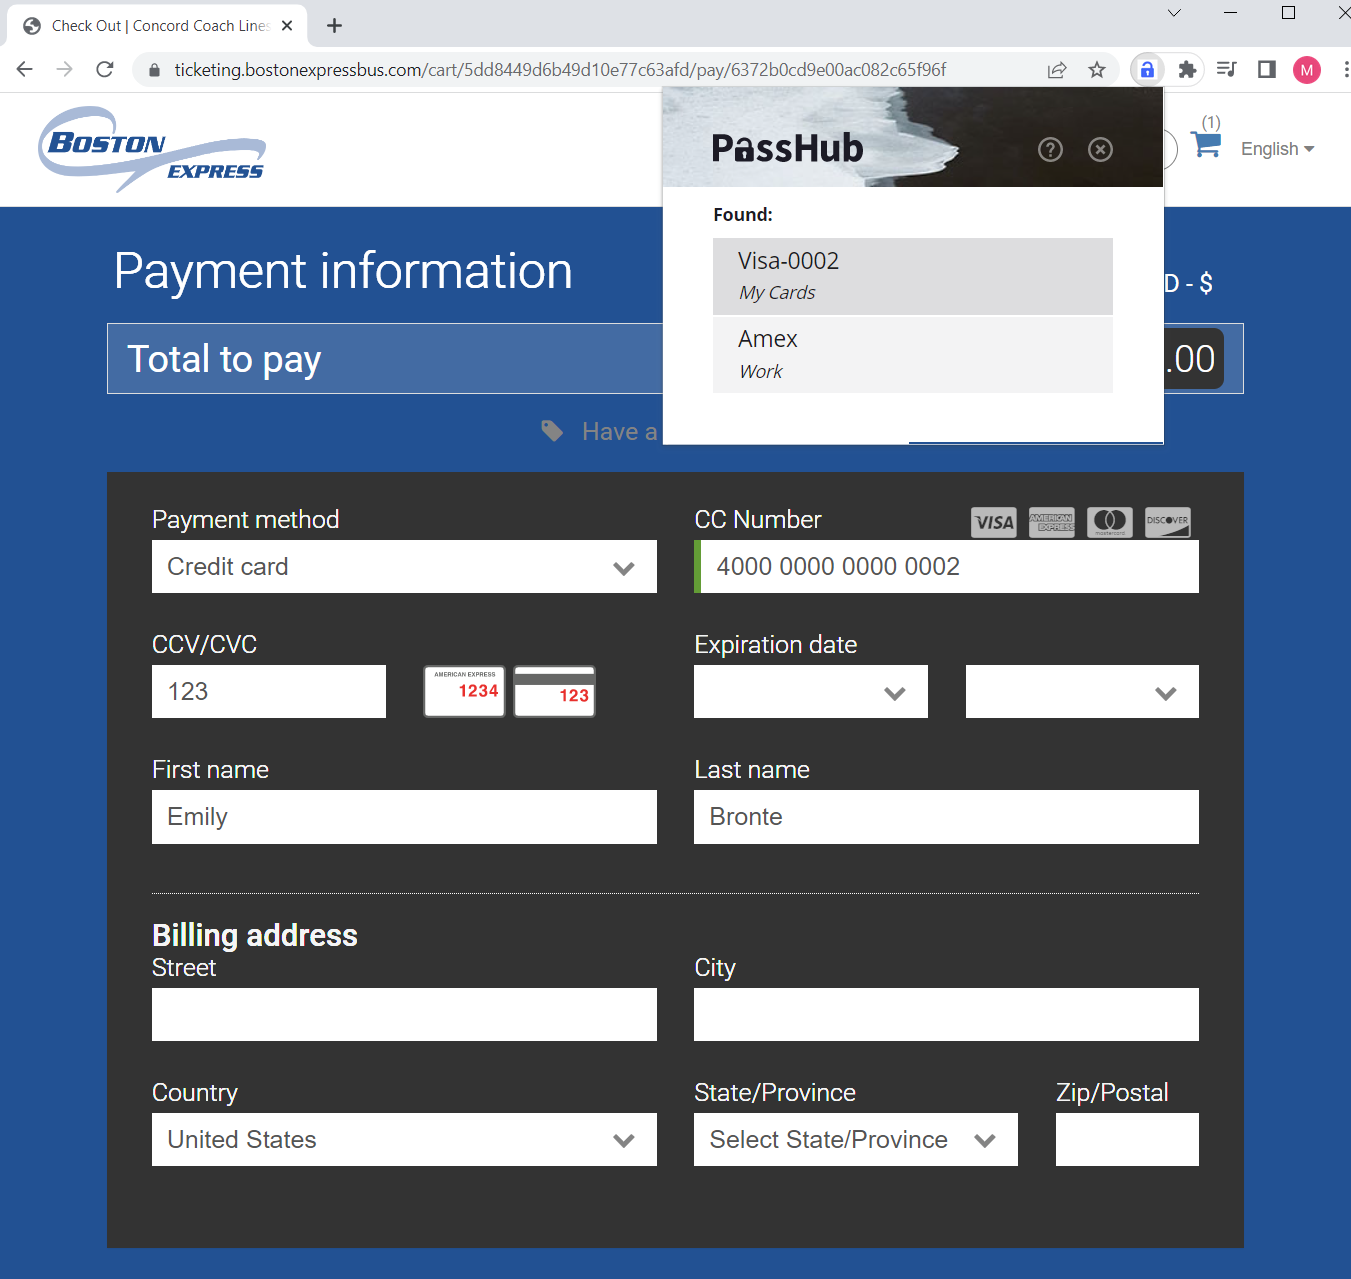 Check Out | Concord Coach Lines
ticketing.bostonexpressbus.com/cart/5dd8449d6b49d10e77c63afd/pay/6372b0cd9e00ac082c65f96f
M
BOSTON
EXPRESS
PassHub
(1)
English
Found:
Visa-0002
My Cards
Amex
Work
Payment information
D - $
Total to pay
.00
Have a
Payment method
CC Number
VISA
AMERICAN EXPRESS
mastercard
DISCOVER
Credit card
4000 0000 0000 0002
CCV/CVC
Expiration date
123
AMERICAN EXPRESS
1234
123
First name
Last name
Emily
Bronte
Billing address
Street
City
Country
State/Province
Zip/Postal
United States
Select State/Province